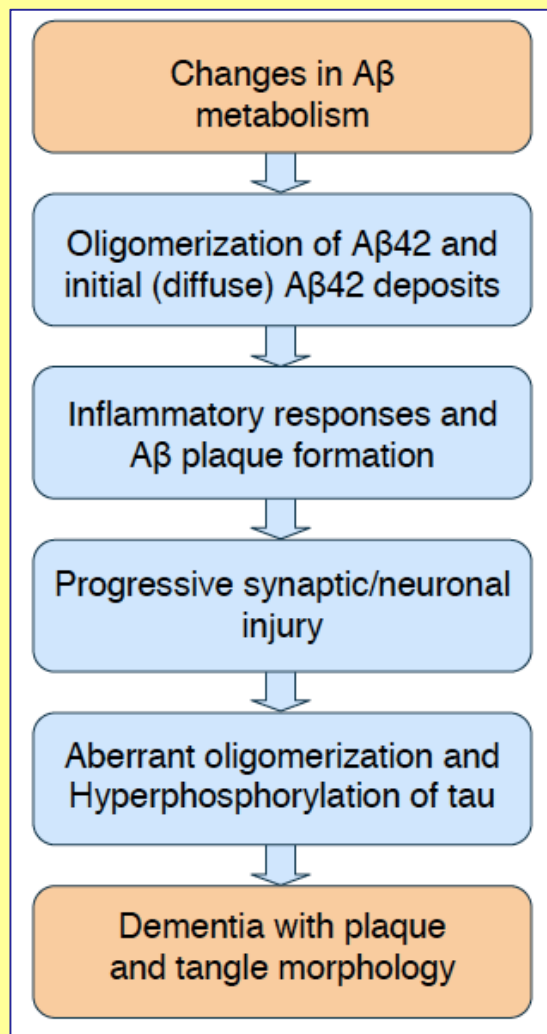 Changes in Aβ
metabolism
Oligomerization of Aβ42 and
initial (diffuse) Aβ42 deposits
Inflammatory responses and
Aβ plaque formation
Progressive synaptic/neuronal
injury
Aberrant oligomerization and
Hyperphosphorylation of tau
Dementia with plaque
and tangle morphology